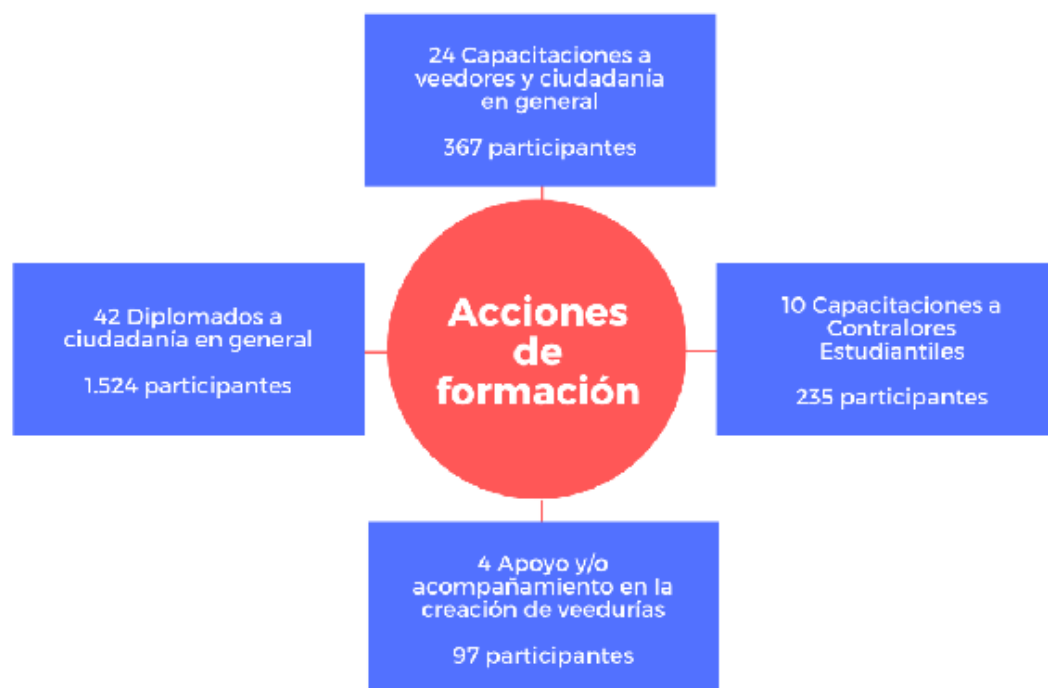 24 Capacitaciones a
veedores y ciudadanía
en general
367 participantes
42 Diplomados a
ciudadanía en general
1.524 participantes
Acciones
de
formación
10 Capacitaciones a
Contralores
Estudiantiles
235 participantes
4 Apoyo y/o
acompañamiento en la
creación de veedurías
97 participantes